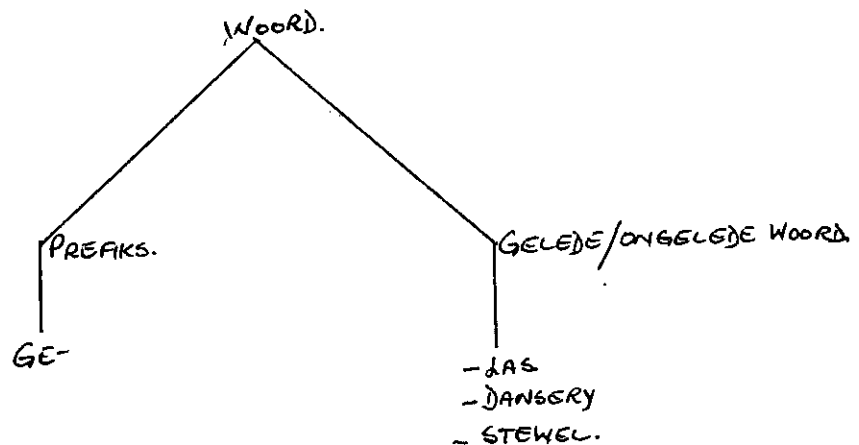 WOORD.
PREFIKS.
GELEDE/ONGELEDE WOORD.
GE-
- LAS
- DANSERY
- STEWEL.